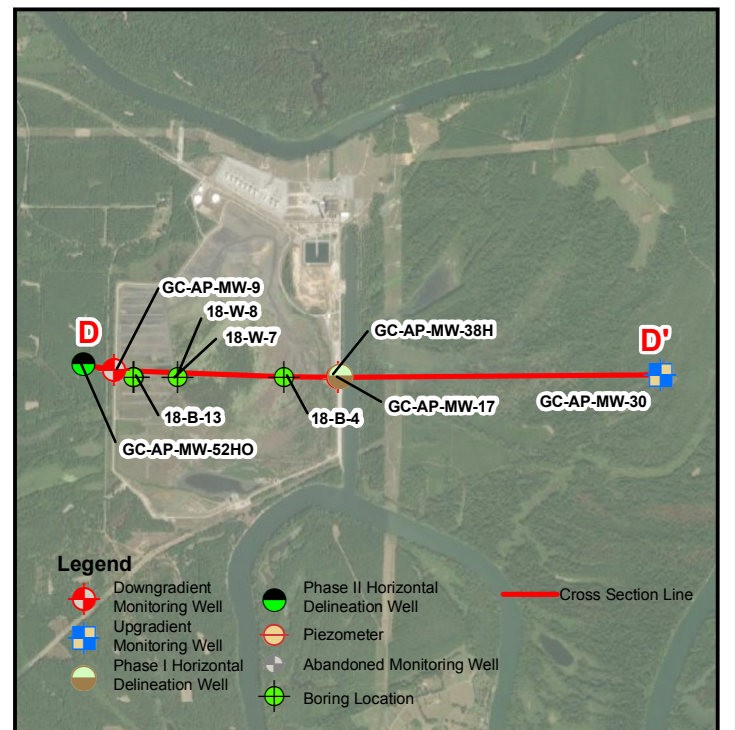 GC-AP-MW-9
18-W-8
18-W-7
GC-AP-MW-38H
D
D'
GC-AP-MW-30
GC-AP-MW-17
18-B-13
18-B-4
GC-AP-MW-52HO
Legend
Downgradient
Monitoring Well
Upgradient
Monitoring Well
Phase I Horizontal
Delineation Well
Phase II Horizontal
Delineation Well
Piezometer
Abandoned Monitoring Well
Boring Location
Cross Section Line